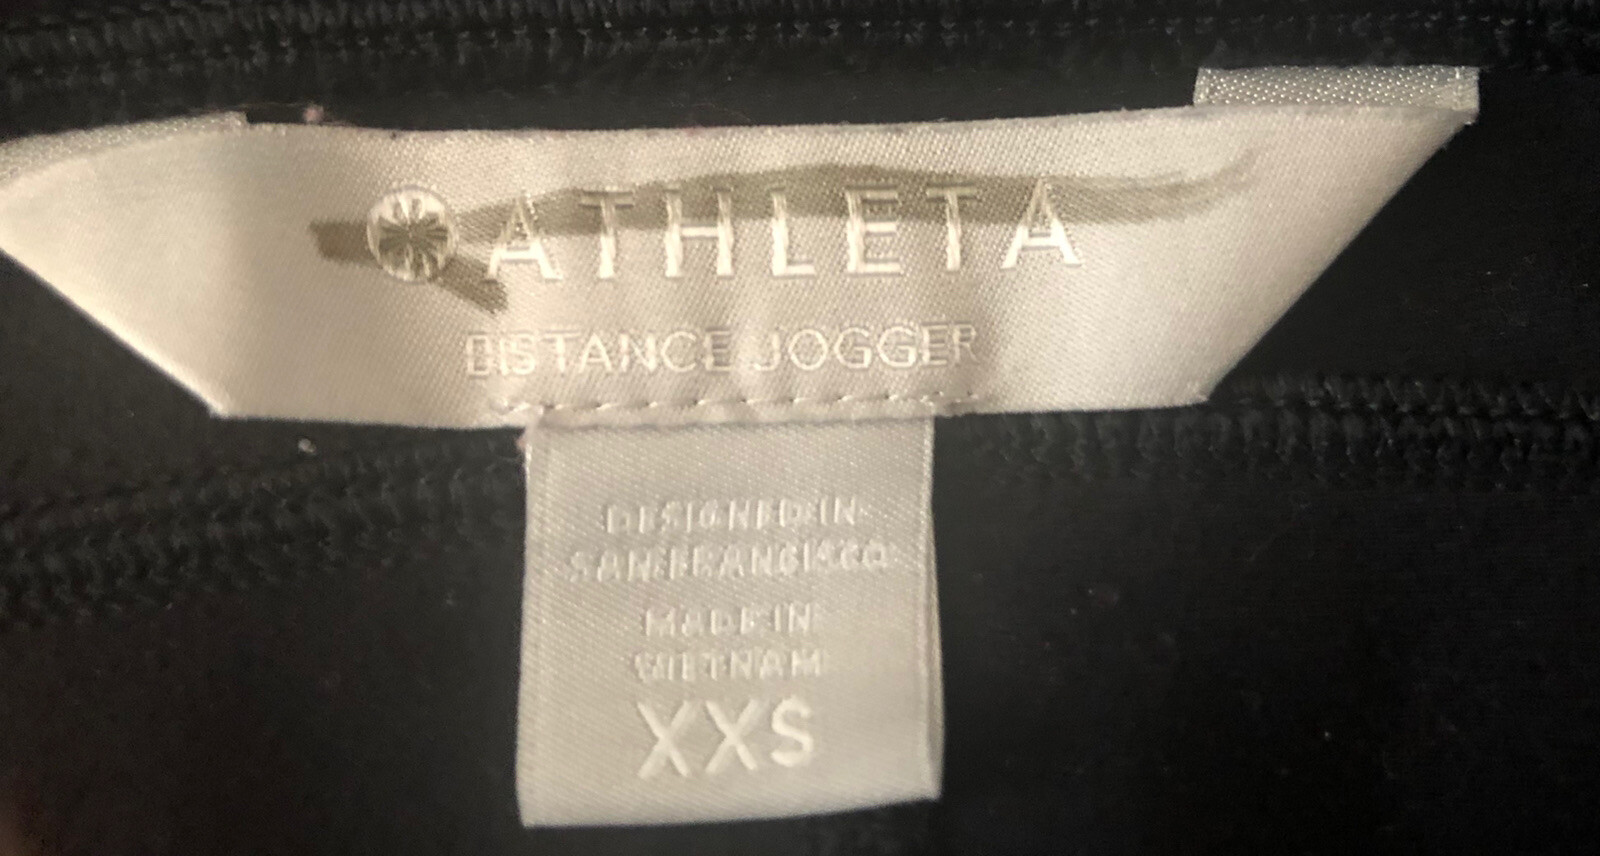 ATHLETA
DISTANCE JOGGER
DESIGNED IN
SAN FRANCISCO
MADE IN
VIETNAM
XXS